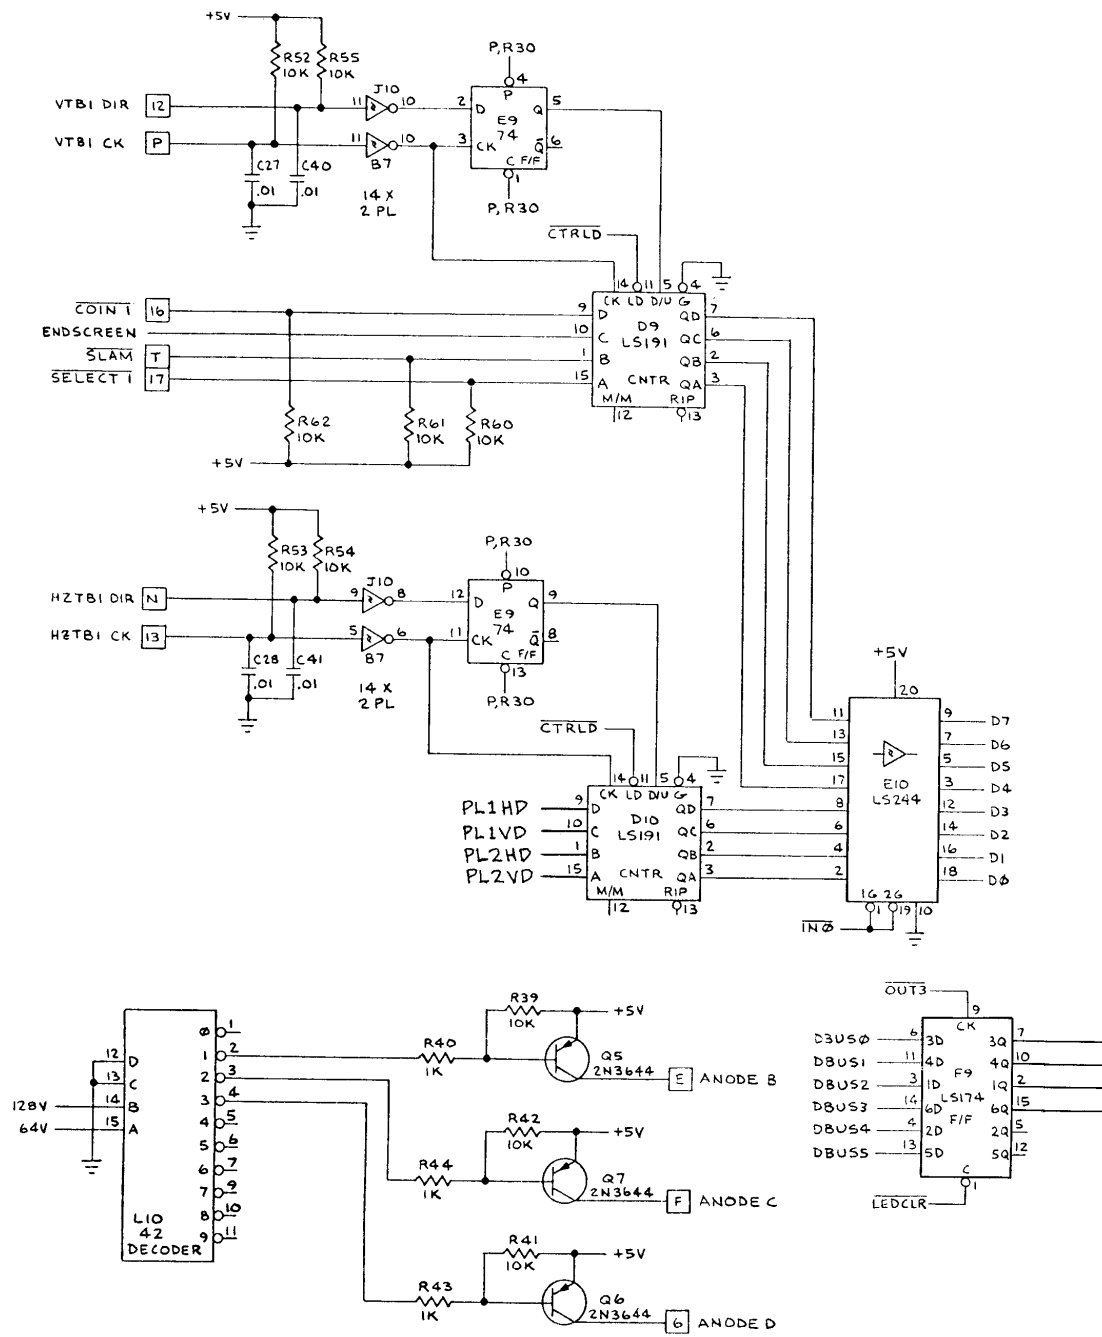 +5V
R52
10K
R55
10K
P,R30
4
VTB1 DIR 12
11 J10 10
2 D P Q 5
E9
74
VTB1 CK P
11 B7 10
3 CK Q 6
C F/F
1
C27
.01
C40
.01
14 X
2 PL
P,R30
CTRLD
14 11 5 4
CK LD D/U G
COIN 1 16
9 D QD 7
ENDSCREEN
10 C QC 6
D9
LS191
SLAM T
1 B QB 2
SELECT 1 17
15 A CNTR QA 3
M/M RIP
12 13
R62
10K
R61
10K
R60
10K
+5V
+5V
R53
10K
R54
10K
P,R30
10
HZTB1 DIR N
9 J10 8
12 D P Q 9
E9
74
HZTB1 CK 13
5 B7 6
11 CK Q 8
C F/F
13
C28
.01
C41
.01
14 X
2 PL
P,R30
CTRLD
14 11 5 4
CK LD D/U G
PL1HD 9 D QD 7
PL1VD 10 C QC 6
D10
LS191
PL2HD 1 B QB 2
PL2VD 15 A CNTR QA 3
M/M RIP
12 13
+5V
20
11 9 D7
13 7 D6
15 5 D5
17 3 D4
E10
LS244
8 12 D3
6 14 D2
4 16 D1
2 18 DØ
1G 2G
1 19 10
INØ
12 D
13 C
128V 14 B
64V 15 A
Ø 1
1 2
2 3
3 4
4 5
5 6
6 7
7 9
8 10
9 11
L10
42
DECODER
R39
10K
+5V
R40
1K
Q5
2N3644
E ANODE B
R42
10K
+5V
R44
1K
Q7
2N3644
F ANODE C
R41
10K
+5V
R43
1K
Q6
2N3644
6 ANODE D
OUT3
9
CK
D3USØ 6 3D 3Q 7
DBUS1 11 4D 4Q 10
DBUS2 3 1D F9 1Q 2
DBUS3 14 6D LS174 6Q 15
DBUS4 4 2D F/F 2Q 5
DBUS5 13 5D 5Q 12
C
LEDCLR 1